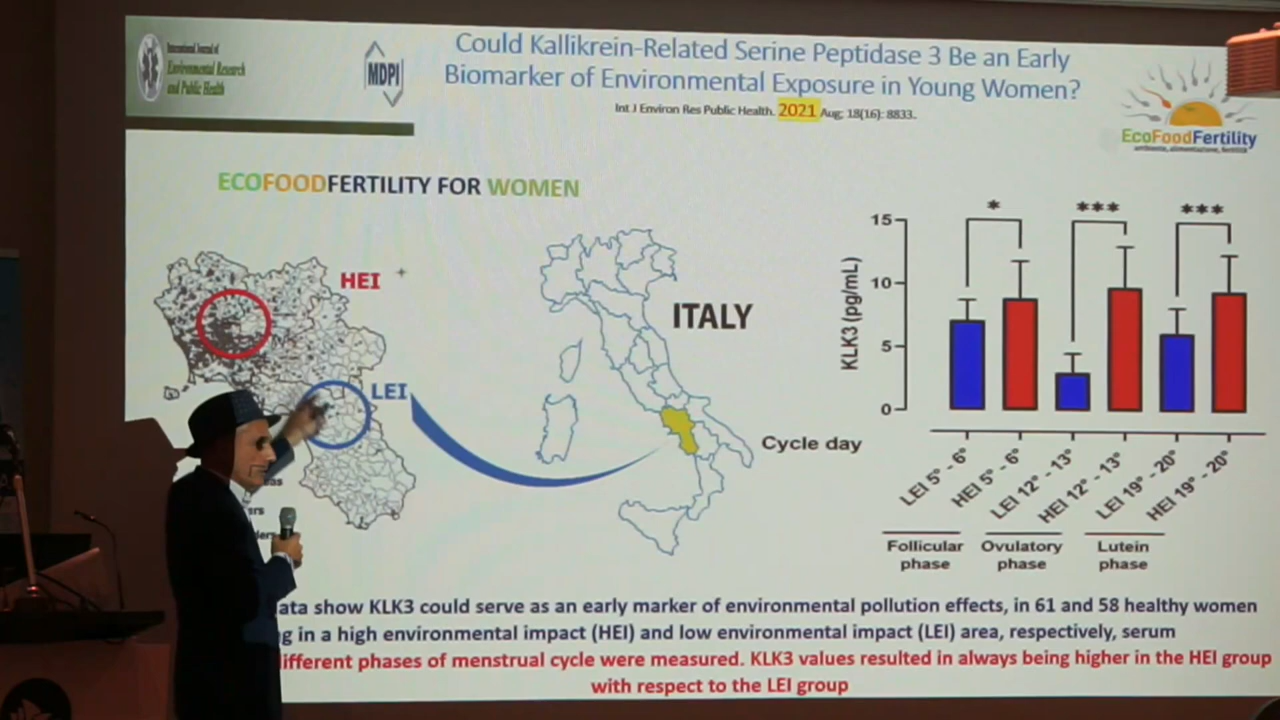 International Journal of
Environmental Research
and Public Health
MDPI
Could Kallikrein-Related Serine Peptidase 3 Be an Early
Biomarker of Environmental Exposure in Young Women?
Int J Environ Res Public Health. 2021 Aug; 18(16): 8833.
EcoFoodFertility
ambiente, alimentazione, fertilità
ECOFOODFERTILITY FOR WOMEN
HEI
LEI
ITALY
KLK3 (pg/mL)
15
10
5
0
*
***
***
Cycle day
LEI 5° - 6°
HEI 5° - 6°
LEI 12° - 13°
HEI 12° - 13°
LEI 19° - 20°
HEI 19° - 20°
Follicular
phase
Ovulatory
phase
Lutein
phase
ata show KLK3 could serve as an early marker of environmental pollution effects, in 61 and 58 healthy women
g in a high environmental impact (HEI) and low environmental impact (LEI) area, respectively, serum
ifferent phases of menstrual cycle were measured. KLK3 values resulted in always being higher in the HEI group
with respect to the LEI group